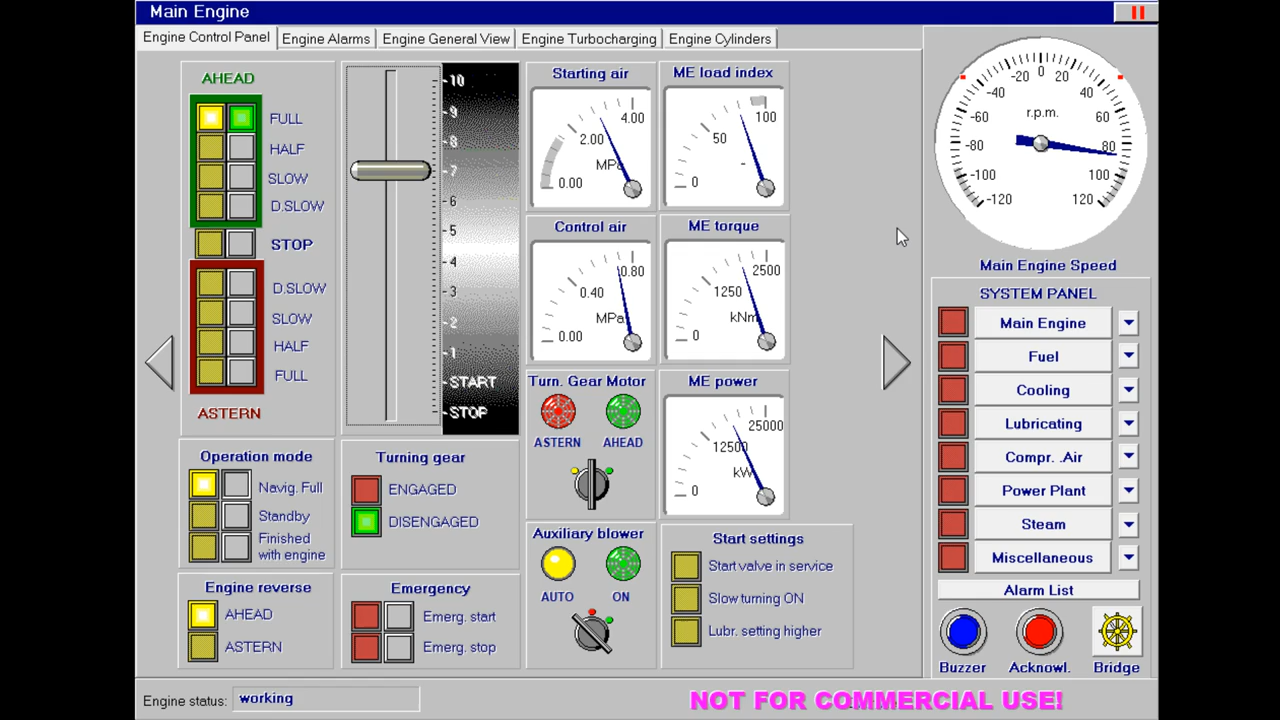 Main Engine
Engine Control Panel
Engine Alarms
Engine General View
Engine Turbocharging
Engine Cylinders
AHEAD
FULL
HALF
SLOW
D.SLOW
STOP
D.SLOW
SLOW
HALF
FULL
ASTERN
10
9
8
7
6
5
4
3
2
1
START
STOP
Starting air
0.00
2.00
4.00
MPa
ME load index
0
50
100
-
Control air
0.00
0.40
0.80
MPa
ME torque
0
1250
2500
kNm
Turn. Gear Motor
ASTERN
AHEAD
ME power
0
12500
25000
kW
Operation mode
Navig. Full
Standby
Finished
with engine
Turning gear
ENGAGED
DISENGAGED
Auxiliary blower
AUTO
ON
Start settings
Start valve in service
Slow turning ON
Lubr. setting higher
Engine reverse
AHEAD
ASTERN
Emergency
Emerg. start
Emerg. stop
-120
-100
-80
-60
-40
-20
0
20
40
60
80
100
120
r.p.m.
Main Engine Speed
SYSTEM PANEL
Main Engine
Fuel
Cooling
Lubricating
Compr. .Air
Power Plant
Steam
Miscellaneous
Alarm List
Buzzer
Acknowl.
Bridge
Engine status: working
NOT FOR COMMERCIAL USE!